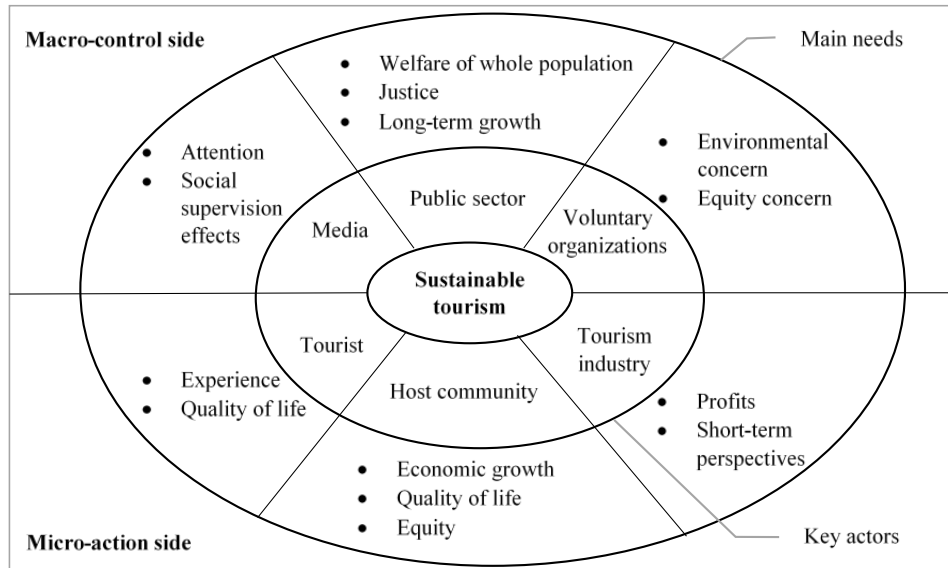 Macro-control side
Main needs
• Welfare of whole population
• Justice
• Long-term growth
• Attention
• Social
supervision
effects
• Environmental
concern
• Equity concern
Media
Public sector
Voluntary
organizations
Sustainable
tourism
Tourist
Host community
Tourism
industry
• Experience
• Quality of life
• Economic growth
• Quality of life
• Equity
• Profits
• Short-term
perspectives
Micro-action side
Key actors